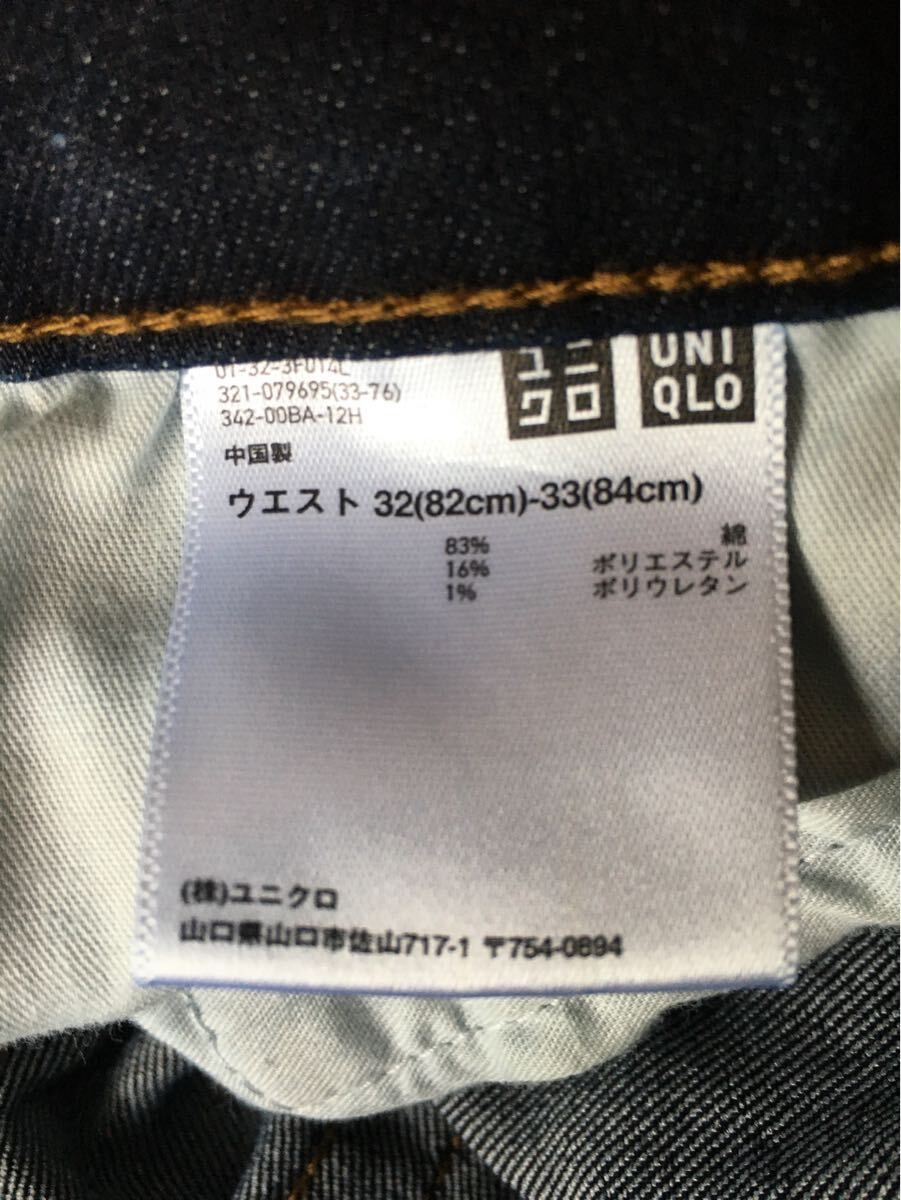 01-32-3F014L
321-079695(33-76)
342-00BA-12H
ユニ
クロ
UNI
QLO
中国製
ウエスト 32(82cm)-33(84cm)
83% 綿
16% ポリエステル
1% ポリウレタン
(株)ユニクロ
山口県山口市佐山717-1 〒754-0894